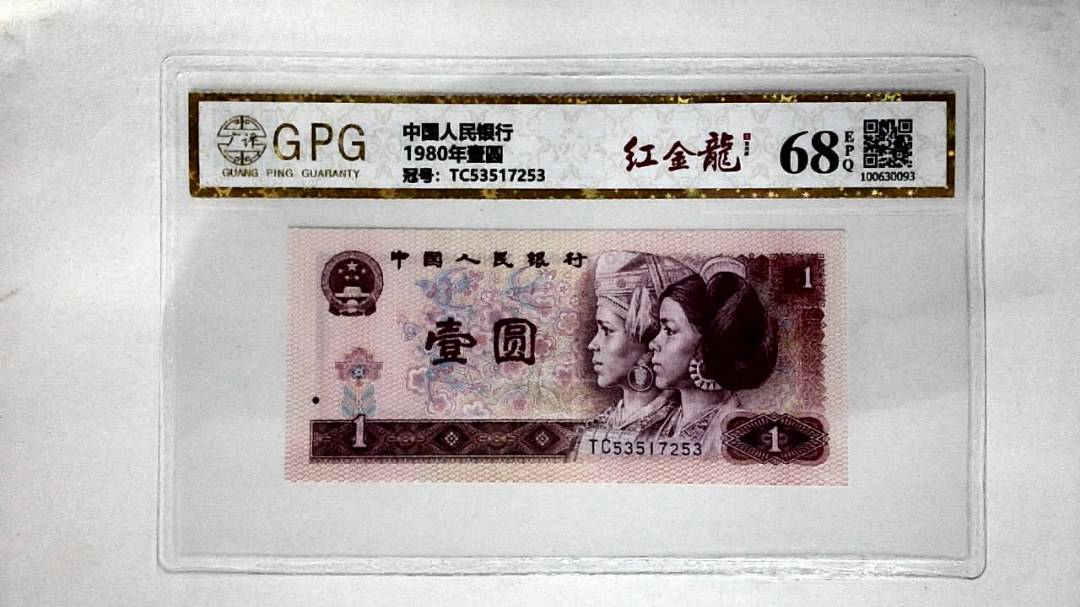 广评
GPG
GUANG PING GUARANTY
中国人民银行
1980年壹圆
冠号：TC53517253
红金龍
68
EPQ
100630093
中国人民银行
1
壹圆
1
TC53517253
1